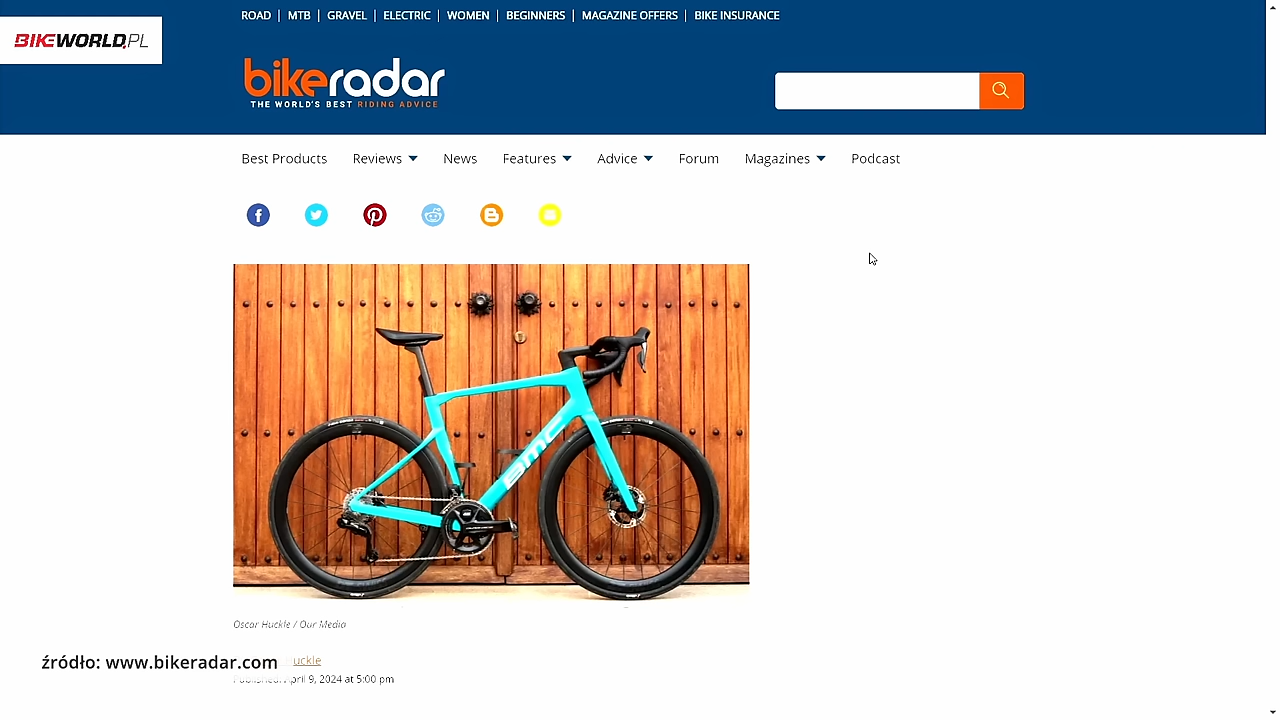 ROAD | MTB | GRAVEL | ELECTRIC | WOMEN | BEGINNERS | MAGAZINE OFFERS | BIKE INSURANCE
BIKEWORLD.PL
bikeradar
THE WORLD'S BEST RIDING ADVICE
Best Products Reviews News Features Advice Forum Magazines Podcast
BMC
Oscar Huckle / Our Media
źródło: www.bikeradar.com uckle
April 9, 2024 at 5:00 pm